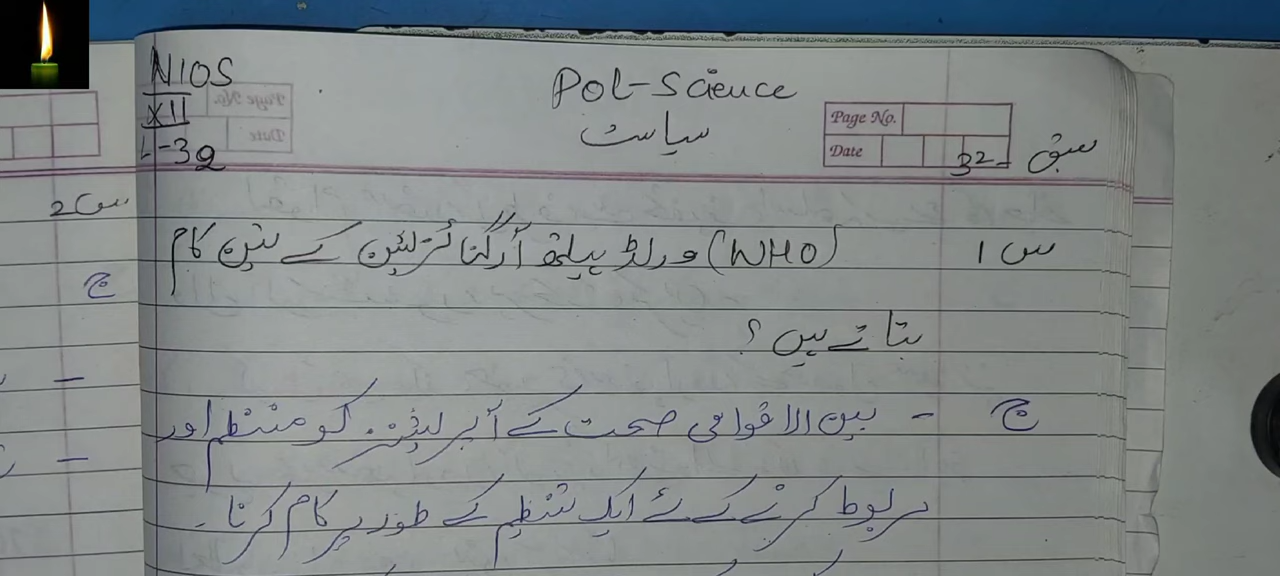 NIOS
XII
L-32
Pol-Science
سیاست
Page No.
Date
سبق - 32
س 1 (WHO) ورلڈ ہیلتھ آرگنائزیشن کے تین کام
بتاتے ہیں ؟
ج - بین الاقوامی صحت کے آپریشنز کو منظم اور
مربوط کرنے کے لئے ایک تنظیم کے طور پر کام کرنا۔
س 2
ج